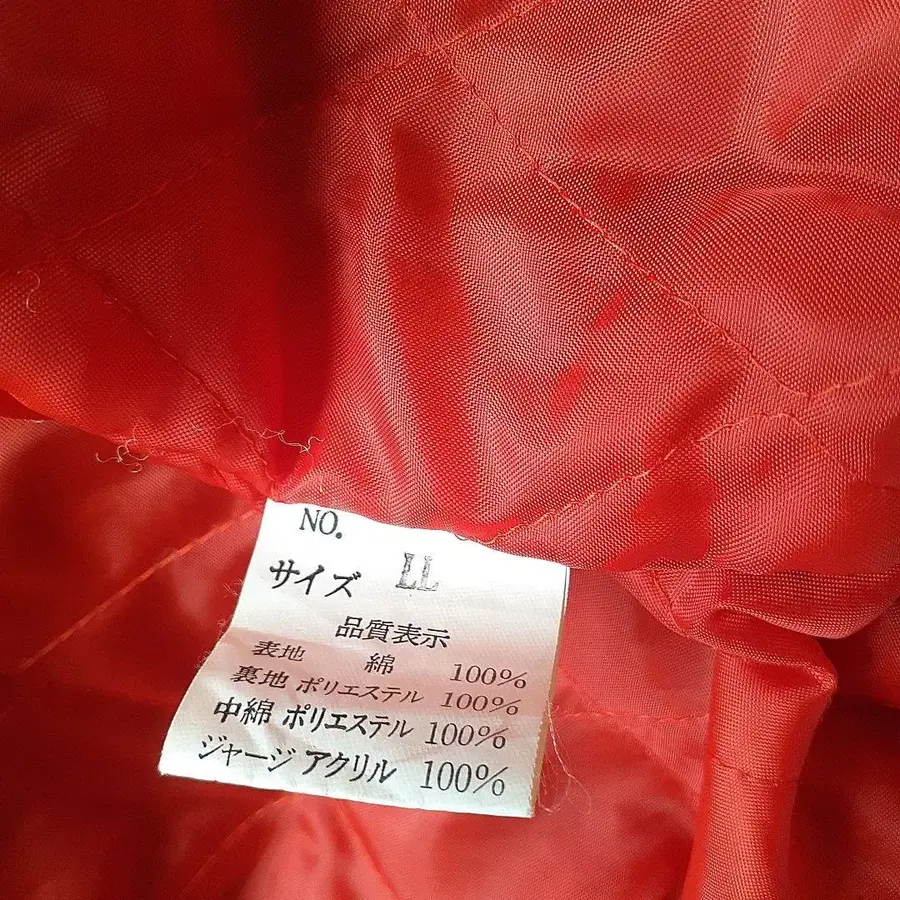 NO.
サイズ LL
品質表示
表地 綿 100%
裏地 ポリエステル 100%
中綿 ポリエステル 100%
ジャージ アクリル 100%